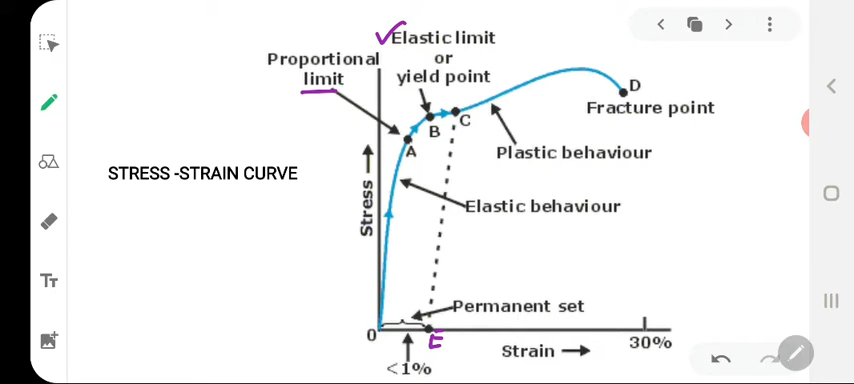 Elastic limit
or
yield point
Proportional
limit
D
Fracture point
B
C
A
Plastic behaviour
STRESS -STRAIN CURVE
Stress
Elastic behaviour
Permanent set
0
E
30%
Strain
<1%
Tт